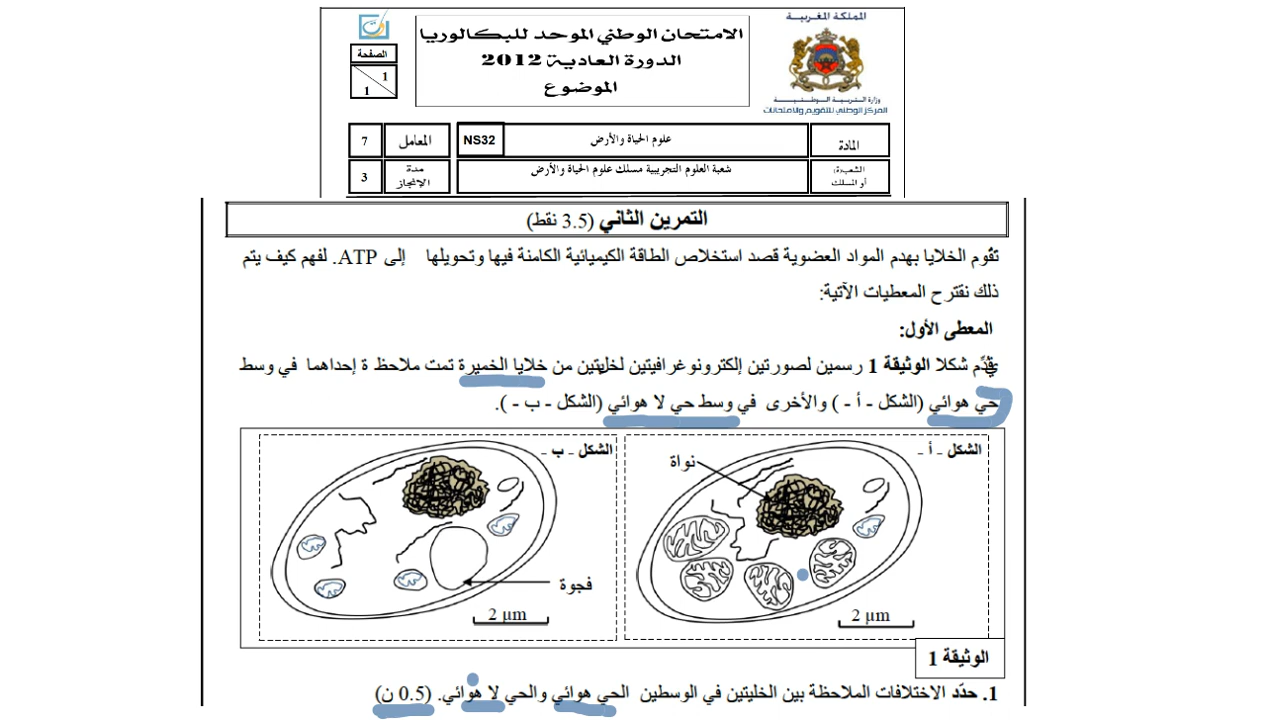 المملكة المغربية
وزارة التربية الوطنية
المركز الوطني للتقويم والامتحانات
الامتحان الوطني الموحد للبكالوريا
الدورة العادية 2012
الموضوع
الصفحة
1
1
المادة
علوم الحياة والأرض
NS32
المعامل
7
الشعب(ة)
أو المسلك
شعبة العلوم التجريبية مسلك علوم الحياة والأرض
مدة
الإنجاز
3
التمرين الثاني (3.5 نقط)
تقوم الخلايا بهدم المواد العضوية قصد استخلاص الطاقة الكيميائية الكامنة فيها وتحويلها إلى ATP. لفهم كيف يتم
ذلك نقترح المعطيات الآتية:
المعطى الأول:
يقدّم شكلا الوثيقة 1 رسمين لصورتين إلكترونوغرافيتين لخليتين من خلايا الخميرة تمت ملاحظ ة إحداهما في وسط
حي هوائي (الشكل - أ - ) والأخرى في وسط حي لا هوائي (الشكل - ب - ).
الشكل - أ -
نواة
2 µm
الشكل - ب -
فجوة
2 µm
الوثيقة 1
1. حدّد الاختلافات الملاحظة بين الخليتين في الوسطين الحي هوائي والحي لا هوائي. (0.5 ن)